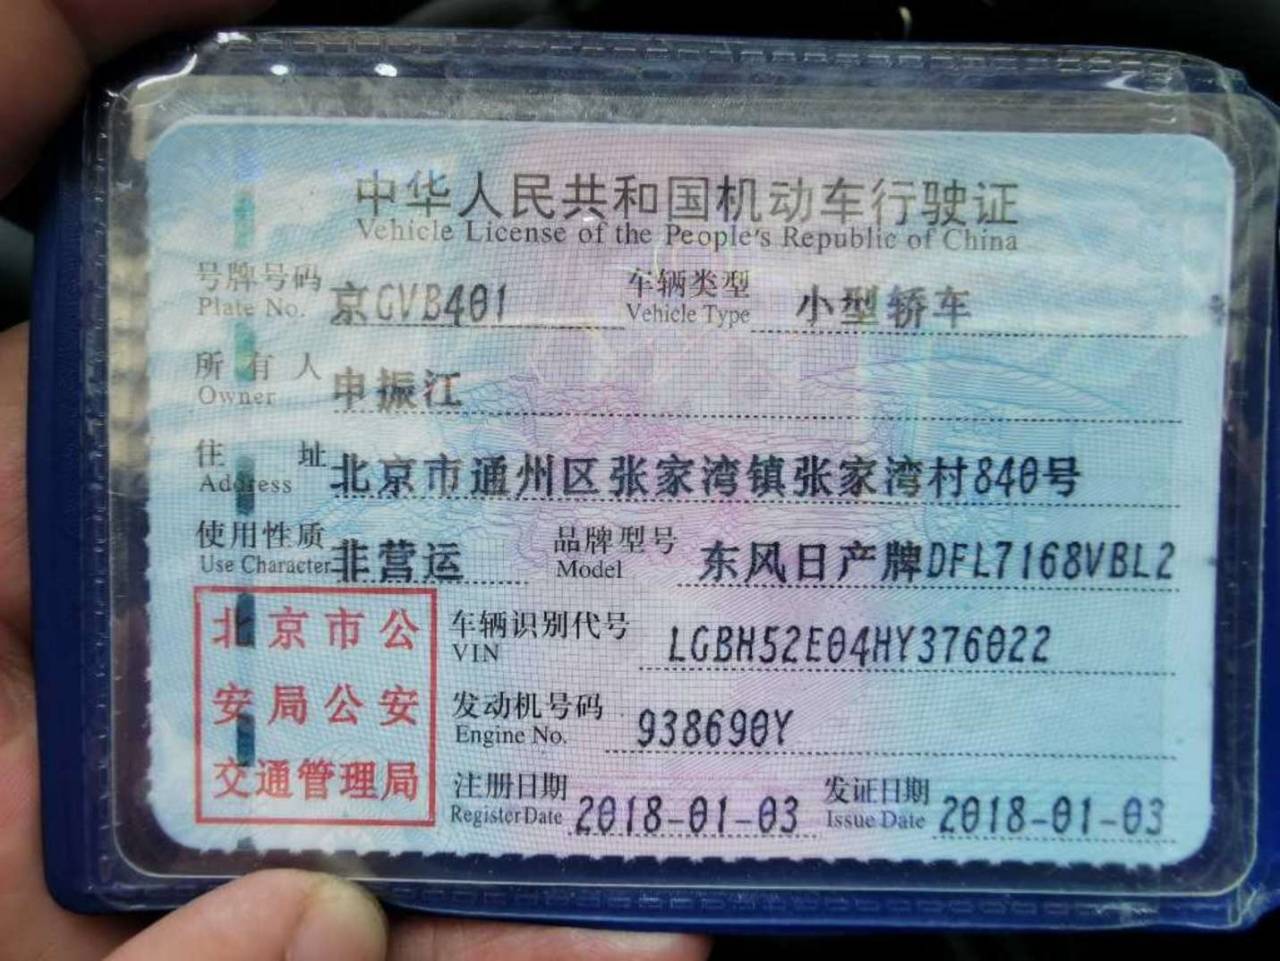 中华人民共和国机动车行驶证
Vehicle License of the People's Republic of China
号牌号码 京GVB401 车辆类型 小型轿车
Plate No. Vehicle Type
所有人 申振江
Owner
住址 北京市通州区张家湾镇张家湾村840号
Address
使用性质 非营运 品牌型号 东风日产牌DFL7168VBL2
Use Character Model
北京市公
安局公安
交通管理局
车辆识别代号 LGBH52E04HY376022
VIN
发动机号码 938690Y
Engine No.
注册日期 2018-01-03 发证日期 2018-01-03
Register Date Issue Date